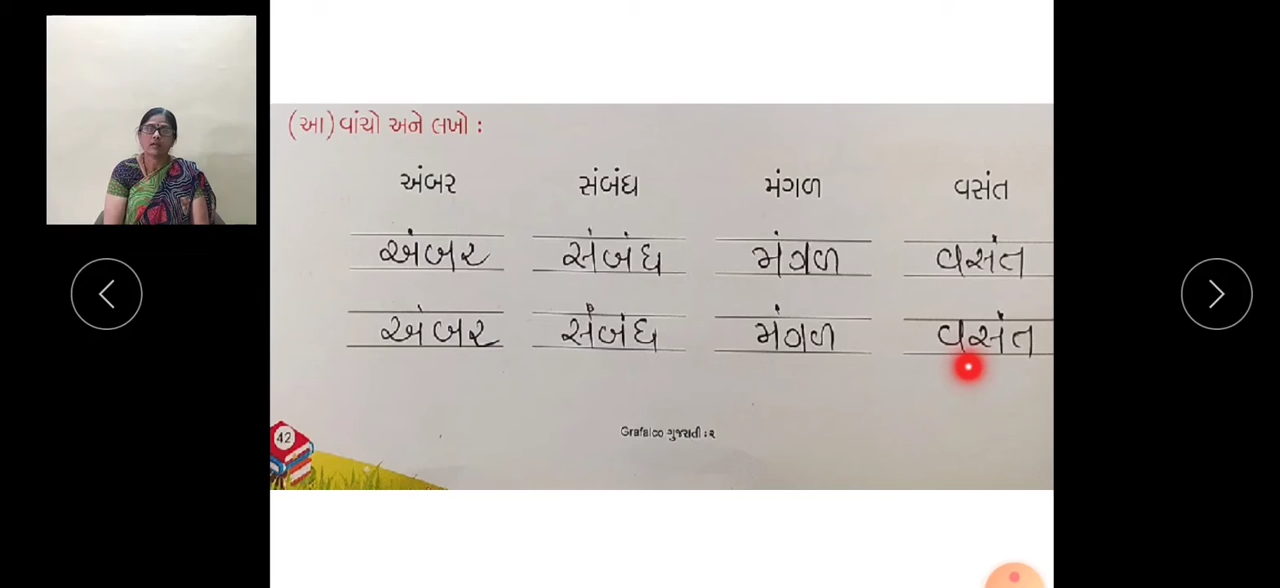 (આ) વાંચો અને લખો :
અંબર સંબંધ મંગળ વસંત
અંબર સંબંધ મંગળ વસંત
અંબર સંબંધ મંગળ વસંત
42
Grafalco ગુજરાતી : ૨